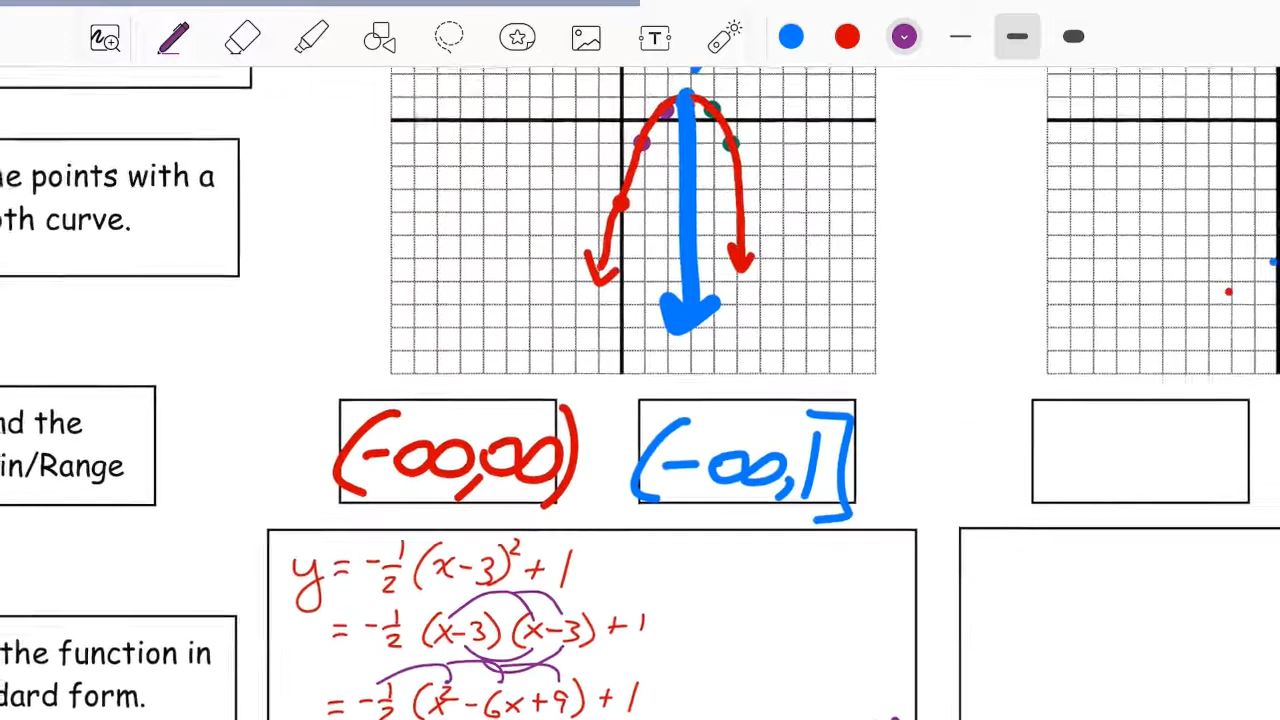 T
e points with a
oth curve.
nd the
in/Range
(-∞,∞)
(-∞,1]
y = -1/2 (x-3)² + 1
= -1/2 (x-3)(x-3) + 1
= -1/2 (x² - 6x + 9) + 1
the function in
dard form.